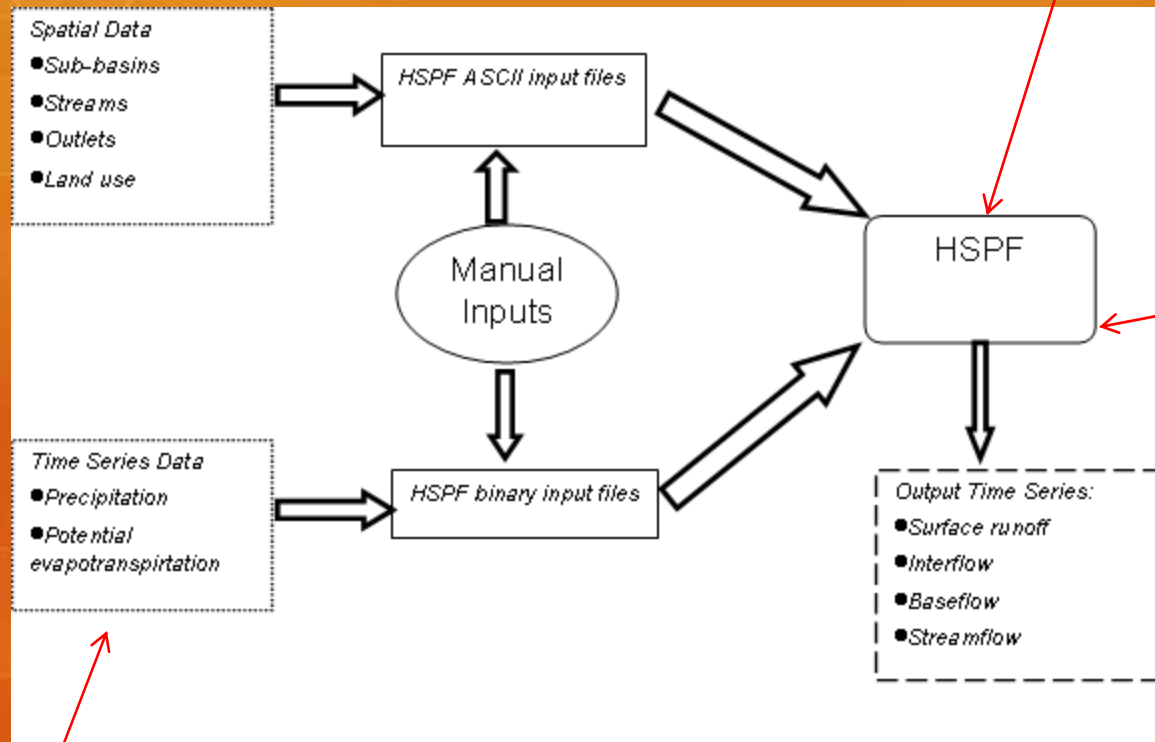 Spatial Data
●Sub-basins
●Streams
●Outlets
●Land use
HSPF ASCII input files
Manual
Inputs
HSPF
Time Series Data
●Precipitation
●Potential
evapotranspirtation
HSPF binary input files
Output Time Series:
●Surface runoff
●Interflow
●Baseflow
●Streamflow